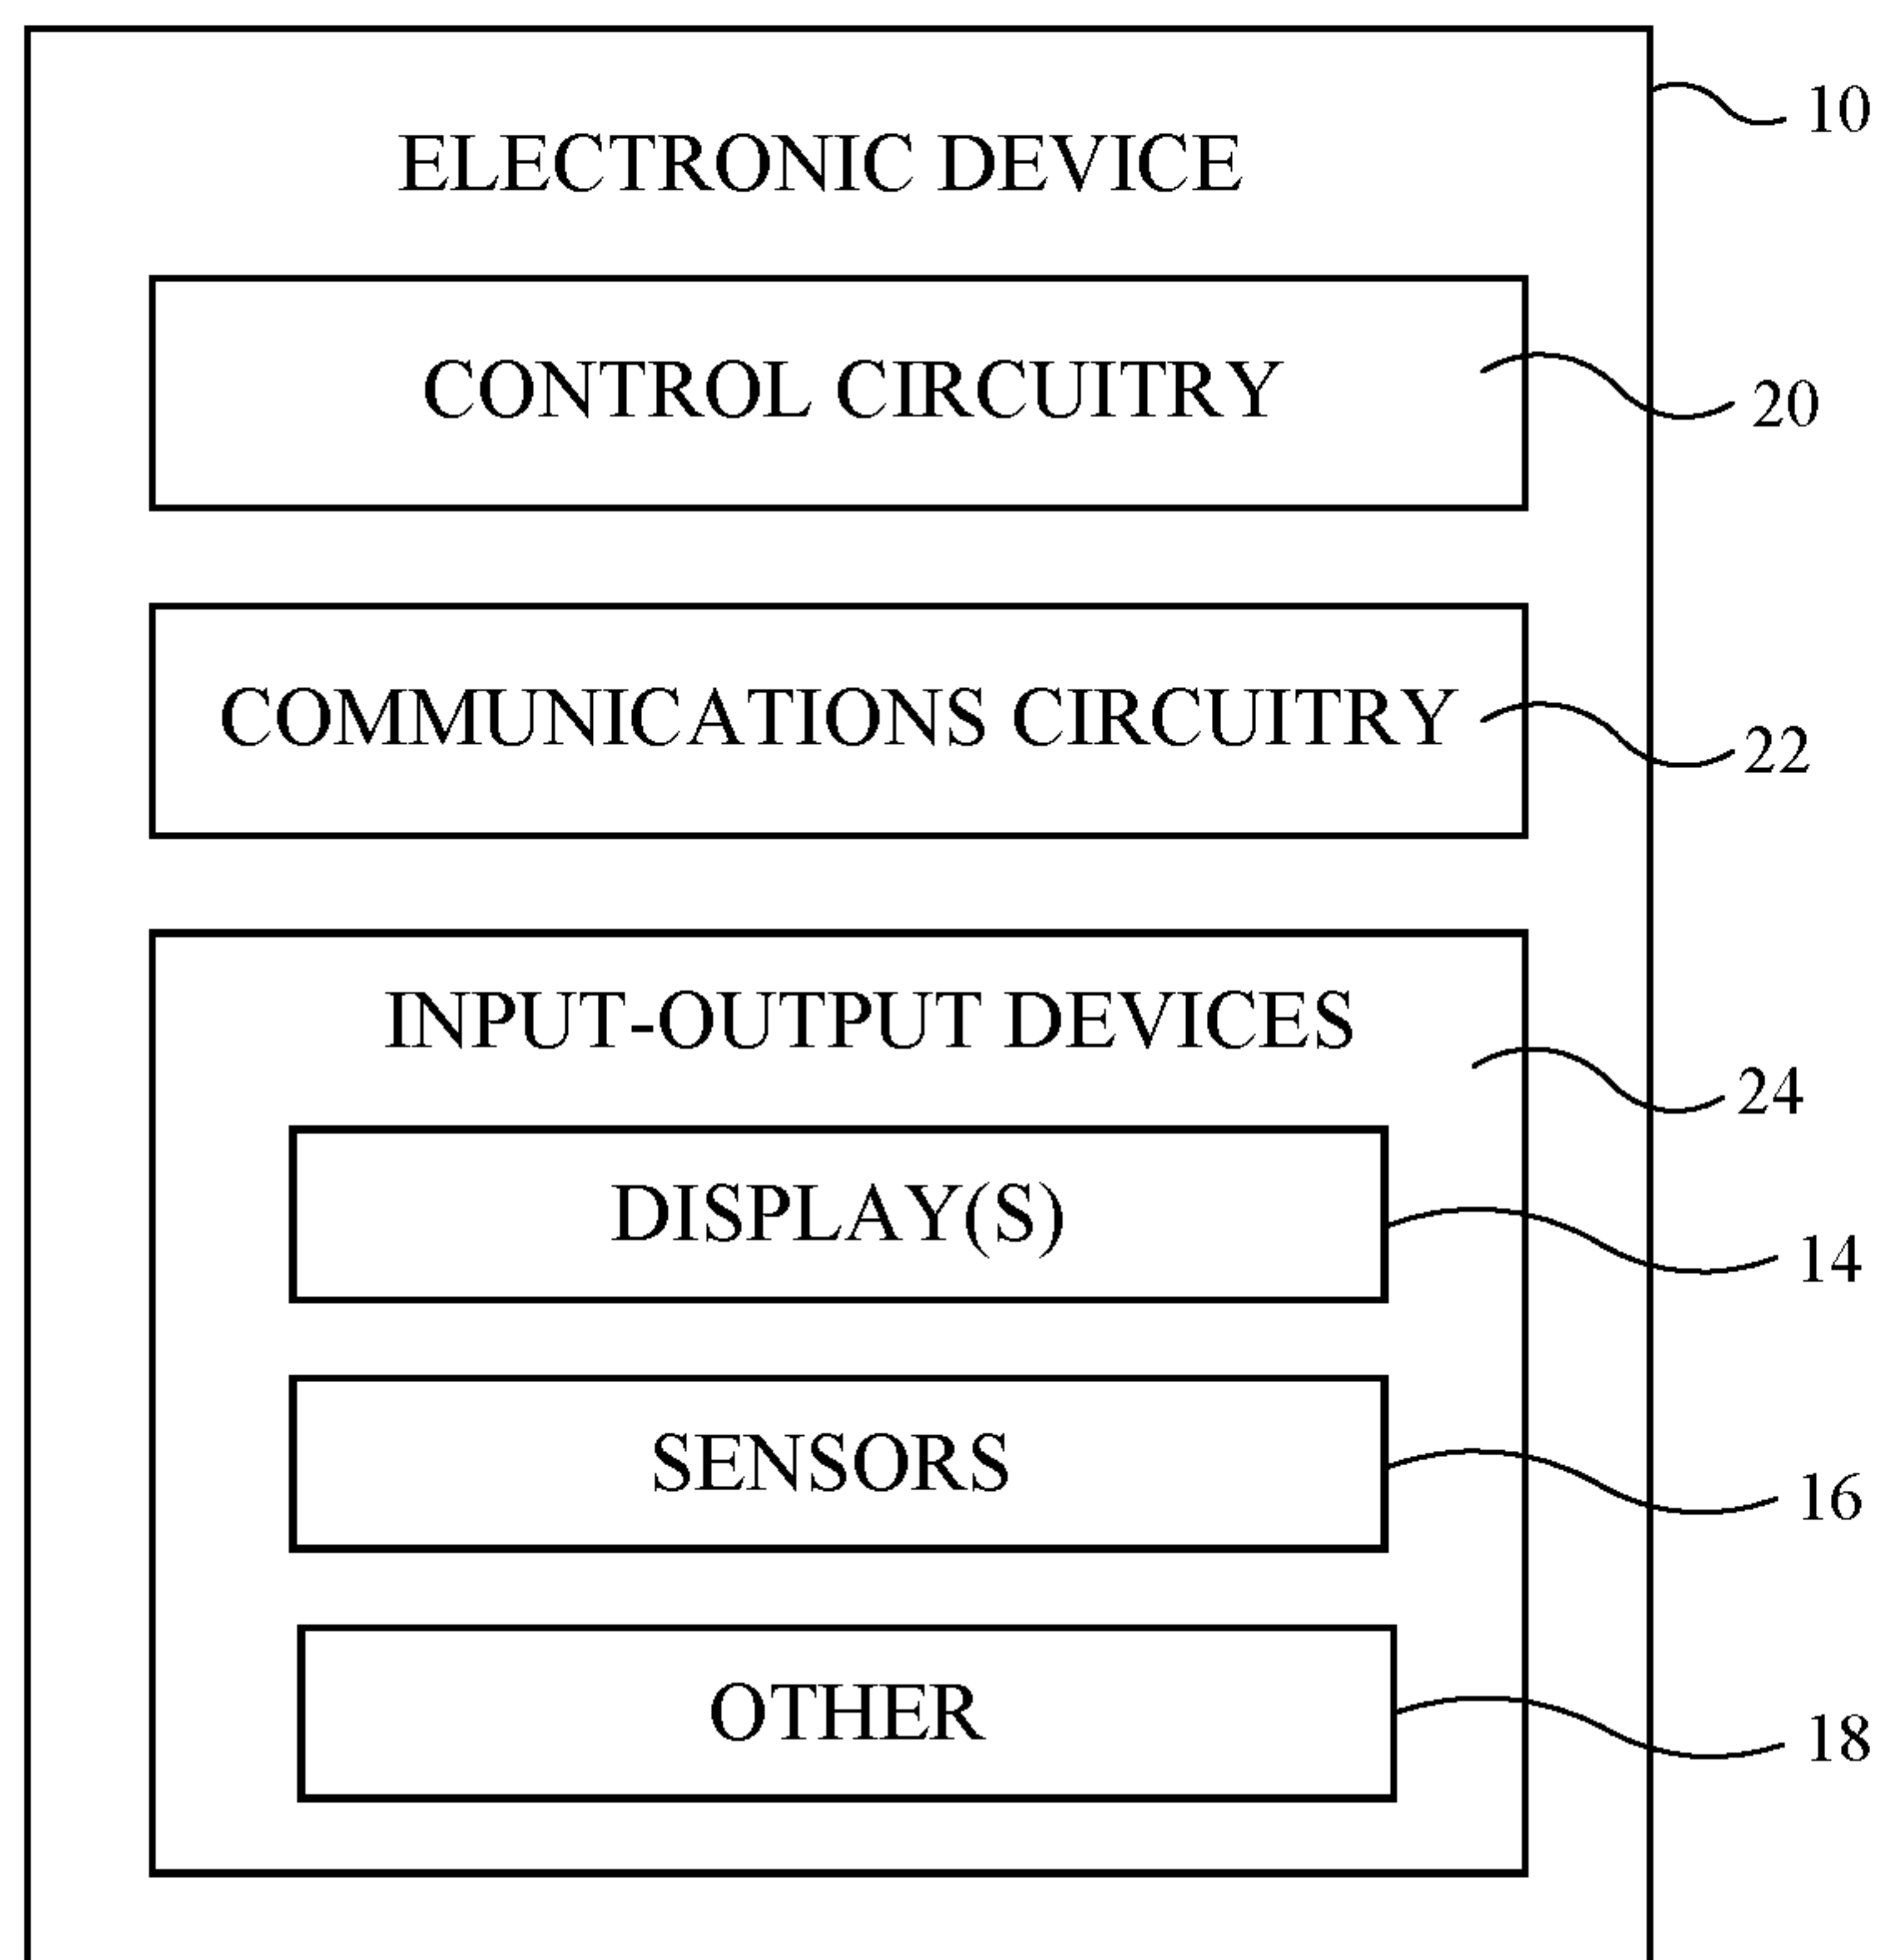 ELECTRONIC DEVICE
10
CONTROL CIRCUITRY
20
COMMUNICATIONS CIRCUITRY
22
INPUT-OUTPUT DEVICES
24
DISPLAY(S)
14
SENSORS
16
OTHER
18